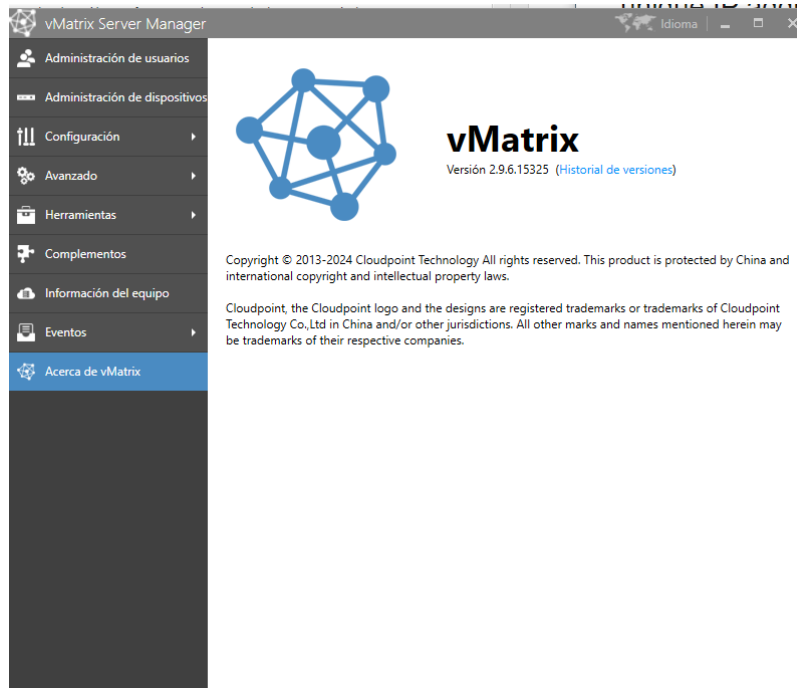 vMatrix Server Manager
Idioma
Administración de usuarios
Administración de dispositivos
Configuración
Avanzado
Herramientas
Complementos
Información del equipo
Eventos
Acerca de vMatrix
vMatrix
Versión 2.9.6.15325 (Historial de versiones)
Copyright © 2013-2024 Cloudpoint Technology All rights reserved. This product is protected by China and
international copyright and intellectual property laws.
Cloudpoint, the Cloudpoint logo and the designs are registered trademarks or trademarks of Cloudpoint
Technology Co.,Ltd in China and/or other jurisdictions. All other marks and names mentioned herein may
be trademarks of their respective companies.